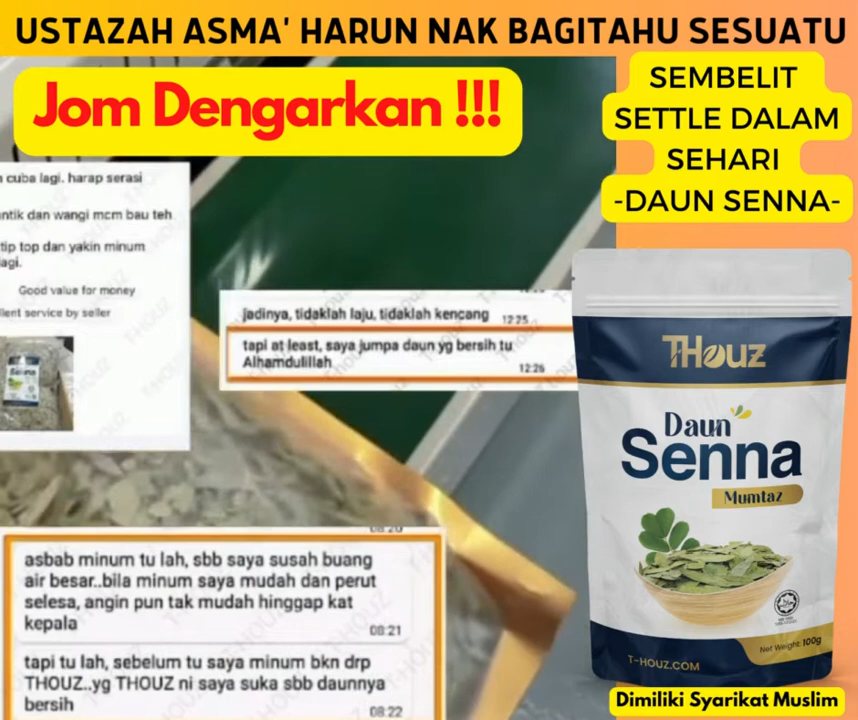 USTAZAH ASMA' HARUN NAK BAGITAHU SESUATU
Jom Dengarkan !!!
SEMBELIT
SETTLE DALAM
SEHARI
-DAUN SENNA-
cuba lagi. harap serasi
ntik dan wangi mcm bau teh
tip top dan yakin minum
agi.
Good value for money
llent service by seller
Senna
jadinya, tidaklah laju, tidaklah kencang 12:25
tapi at least, saya jumpa daun yg bersih tu
Alhamdulillah 12:26
THouz
Daun
Senna
Mumtaz
Net Weight: 100g
T-HOUZ.COM
08:20
asbab minum tu lah, sbb saya susah buang
air besar..bila minum saya mudah dan perut
selesa, angin pun tak mudah hinggap kat
kepala 08:21
tapi tu lah, sebelum tu saya minum bkn drp
THOUZ..yg THOUZ ni saya suka sbb daunnya
bersih 08:22
Dimiliki Syarikat Muslim